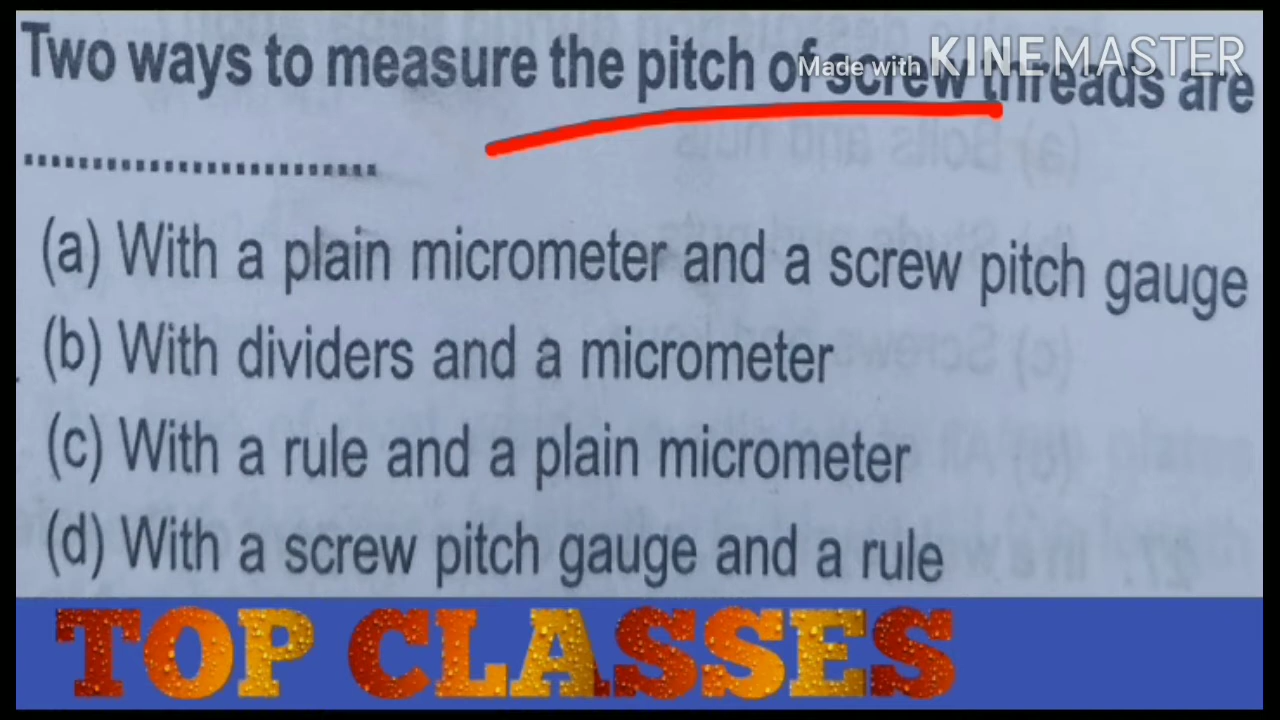 Two ways to measure the pitch of screw threads are
Made with KINEMASTER
........................
(a) With a plain micrometer and a screw pitch gauge
(b) With dividers and a micrometer
(c) With a rule and a plain micrometer
(d) With a screw pitch gauge and a rule
TOP CLASSES